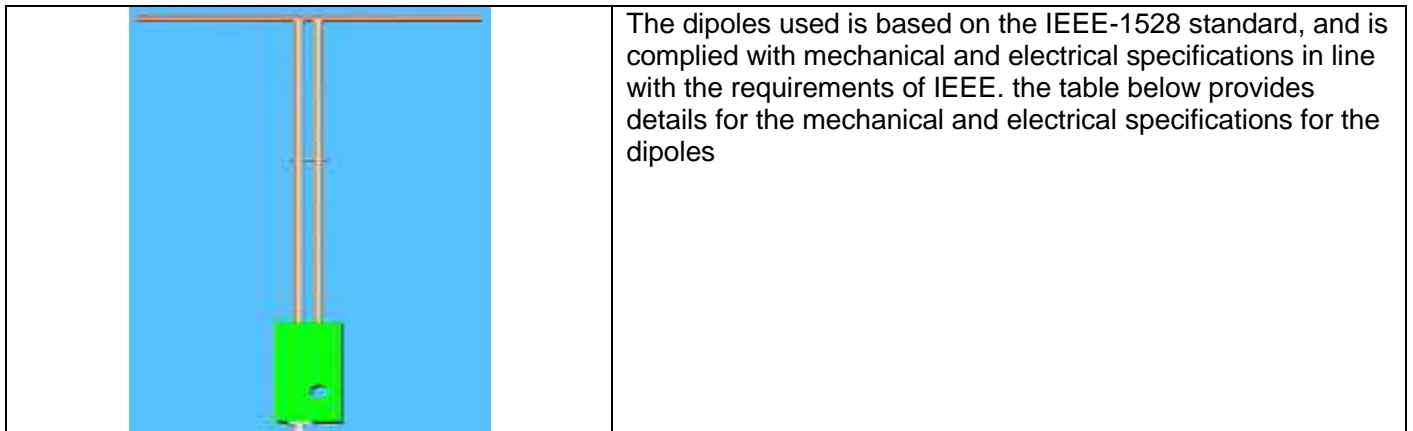 The dipoles used is based on the IEEE-1528 standard, and is
complied with mechanical and electrical specifications in line
with the requirements of IEEE. the table below provides
details for the mechanical and electrical specifications for the
dipoles